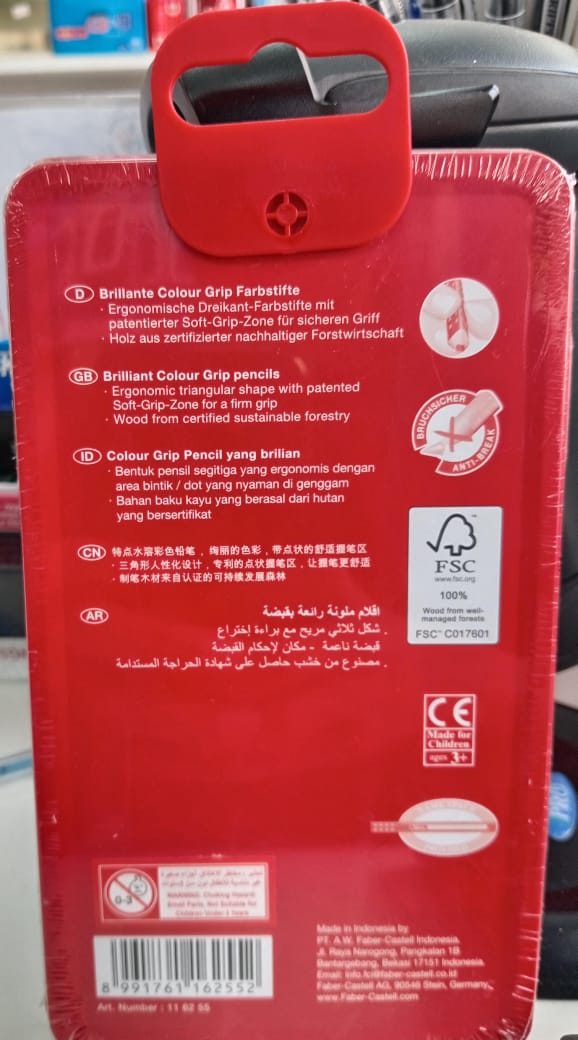 D Brillante Colour Grip Farbstifte
· Ergonomische Dreikant-Farbstifte mit
patentierter Soft-Grip-Zone für sicheren Griff
· Holz aus zertifizierter nachhaltiger Forstwirtschaft
GB Brilliant Colour Grip pencils
· Ergonomic triangular shape with patented
Soft-Grip-Zone for a firm grip
· Wood from certified sustainable forestry
BRUCHSICHER
ANTI-BREAK
ID Colour Grip Pencil yang brilian
· Bentuk pensil segitiga yang ergonomis dengan
area bintik / dot yang nyaman di genggam
· Bahan baku kayu yang berasal dari hutan
yang bersertifikat
CN 特点水溶彩色铅笔，绚丽的色彩，带点状的舒适握笔区
· 三角形人性化设计，专利的点状握笔区，让握笔更舒适
· 制笔木材来自认证的可持续发展森林
FSC
www.fsc.org
100%
Wood from well-
managed forests
FSC™ C017601
AR اقلام ملونة رائعة بقبضة
. شكل ثلاثي مريح مع براءة إختراع
قبضة ناعمة - مكان لإحكام القبضة
. مصنوع من خشب حاصل على شهادة الحراجة المستدامة
CE
Made for
Children
ages 3+
0-3
WARNING: Choking Hazard
Small Parts, Not Suitable for
Children Under 3 Years
8 991761 162552
Art. Number : 11 62 55
Made in Indonesia by
PT. A.W. Faber-Castell Indonesia.
Jl. Raya Narogong, Pangkalan 1B
Bantargebang, Bekasi 17151 Indonesia.
Email: info.fci@faber-castell.co.id
Faber-Castell AG, 90546 Stein, Germany
www.Faber-Castell.com
PRO